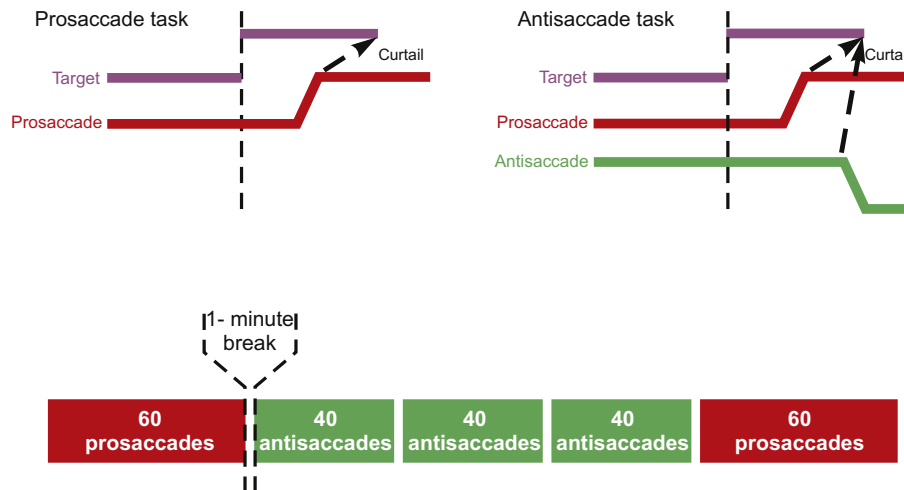 Prosaccade task
Curtail
Target
Prosaccade
Antisaccade task
Curta
Target
Prosaccade
Antisaccade
1- minute
break
60
prosaccades
40
antisaccades
40
antisaccades
40
antisaccades
60
prosaccades